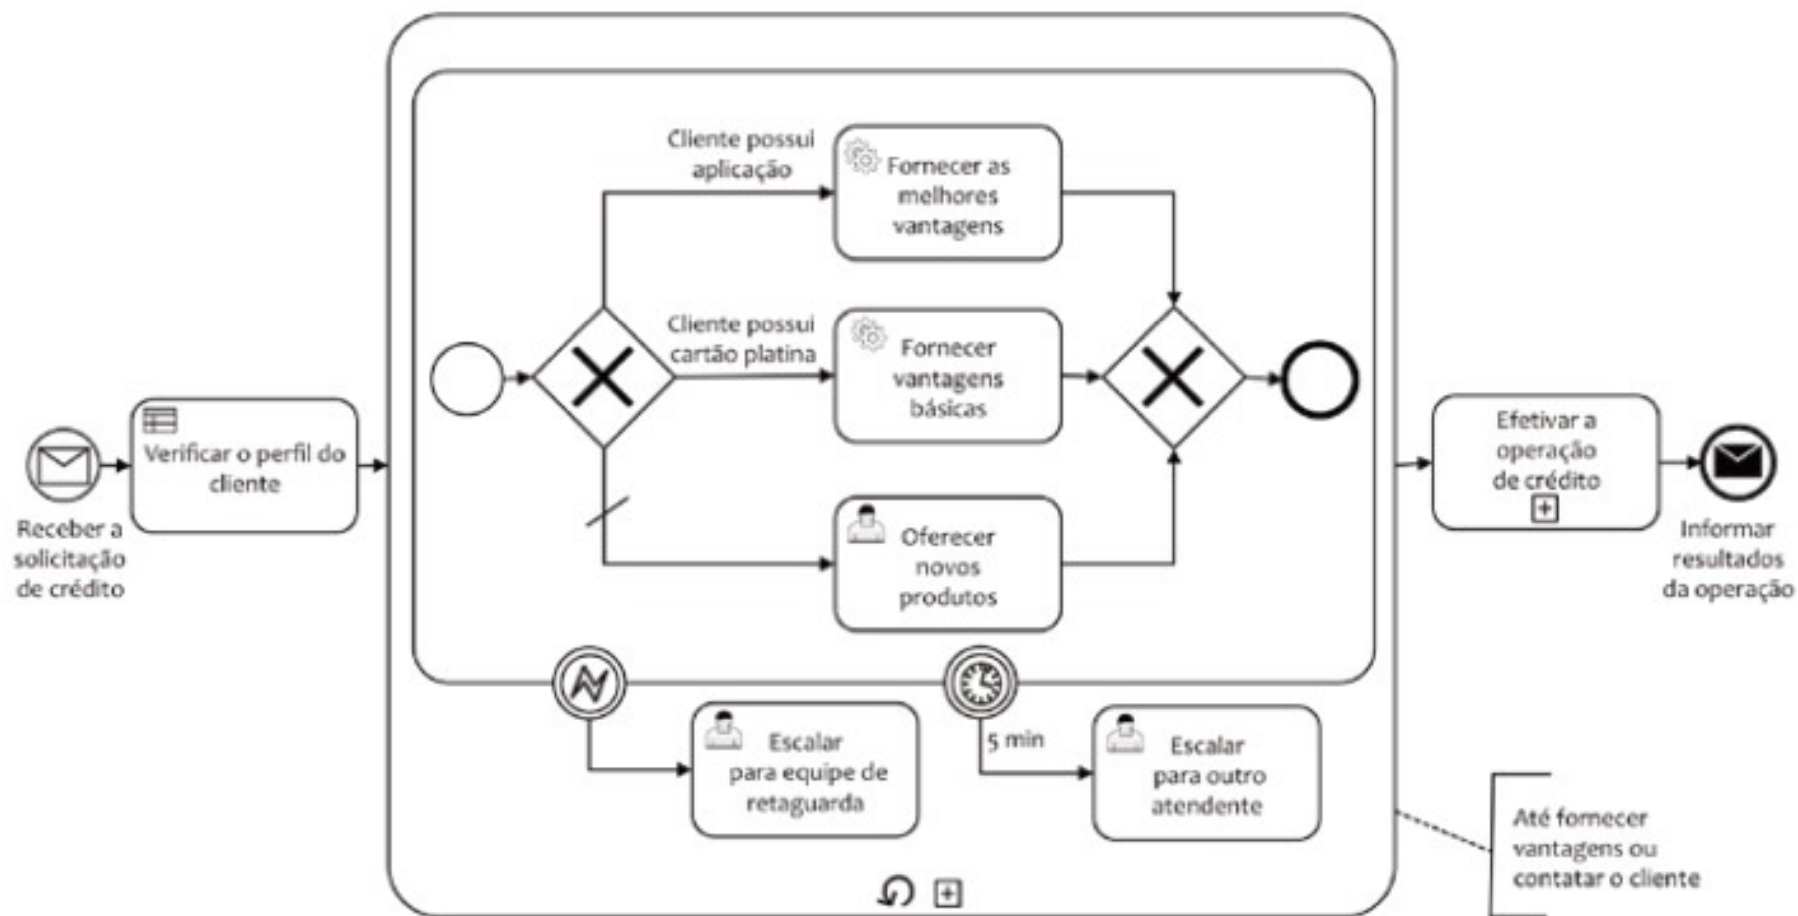 Receber a
solicitação
de crédito
Verificar o perfil do
cliente
Cliente possui
aplicação
Fornecer as
melhores
vantagens
Cliente possui
cartão platina
Fornecer
vantagens
básicas
Oferecer
novos
produtos
Escalar
para equipe de
retaguarda
5 min
Escalar
para outro
atendente
Efetivar a
operação
de crédito
Informar
resultados
da operação
Até fornecer
vantagens ou
contatar o cliente